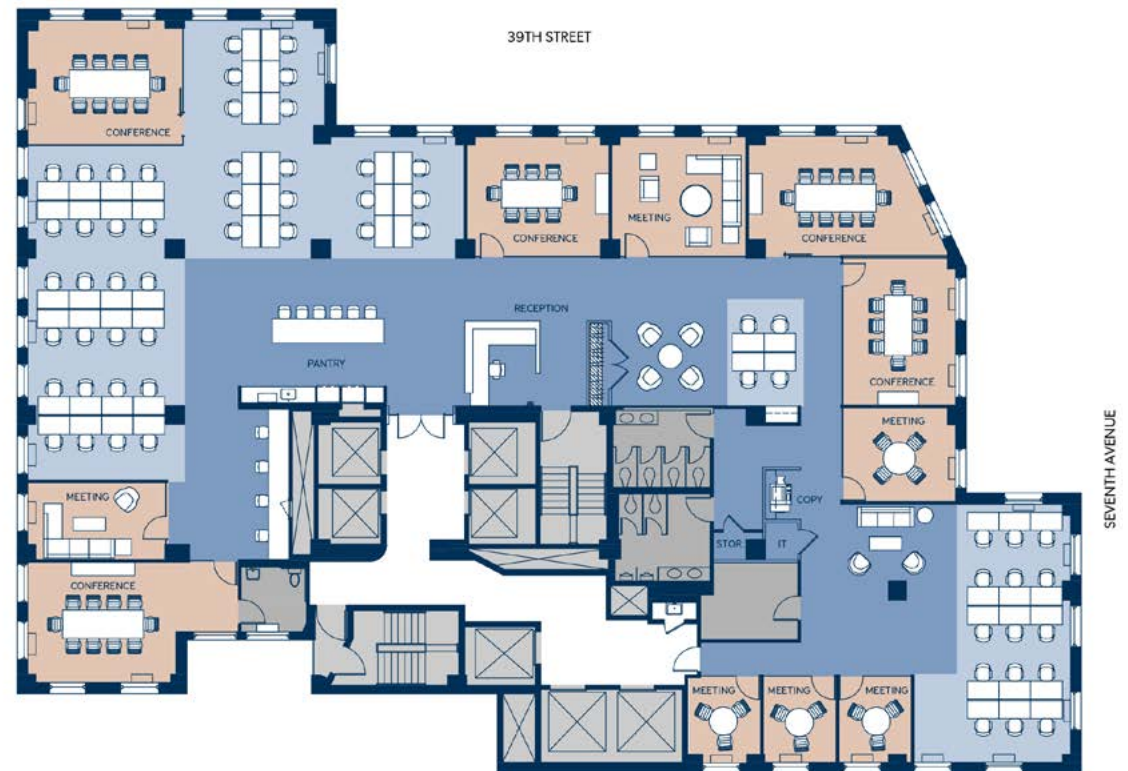 39TH STREET
CONFERENCE
MEETING
CONFERENCE
CONFERENCE
RECEPTION
PANTRY
CONFERENCE
MEETING
SEVENTH AVENUE
MEETING
COPY
STOR.
IT
CONFERENCE
MEETING
MEETING
MEETING